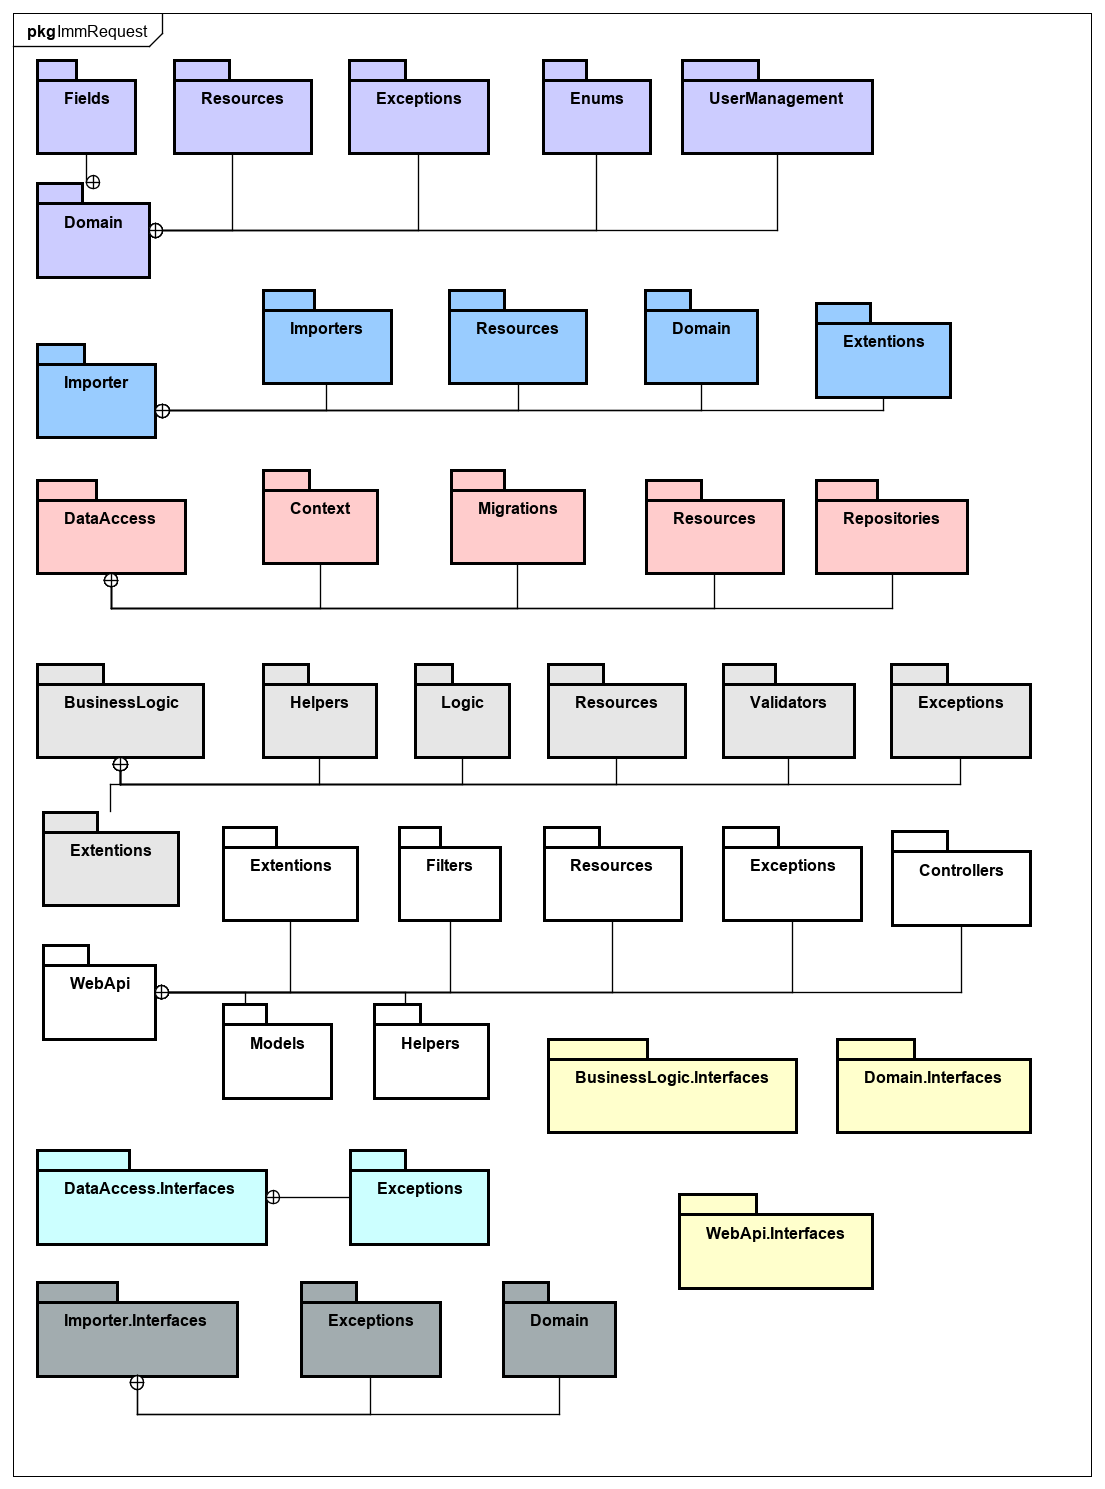 pkg ImmRequest
Fields
Resources
Exceptions
Enums
UserManagement
Domain
Importers
Resources
Domain
Extentions
Importer
DataAccess
Context
Migrations
Resources
Repositories
BusinessLogic
Helpers
Logic
Resources
Validators
Exceptions
Extentions
Extentions
Filters
Resources
Exceptions
Controllers
WebApi
Models
Helpers
BusinessLogic.Interfaces
Domain.Interfaces
DataAccess.Interfaces
Exceptions
WebApi.Interfaces
Importer.Interfaces
Exceptions
Domain